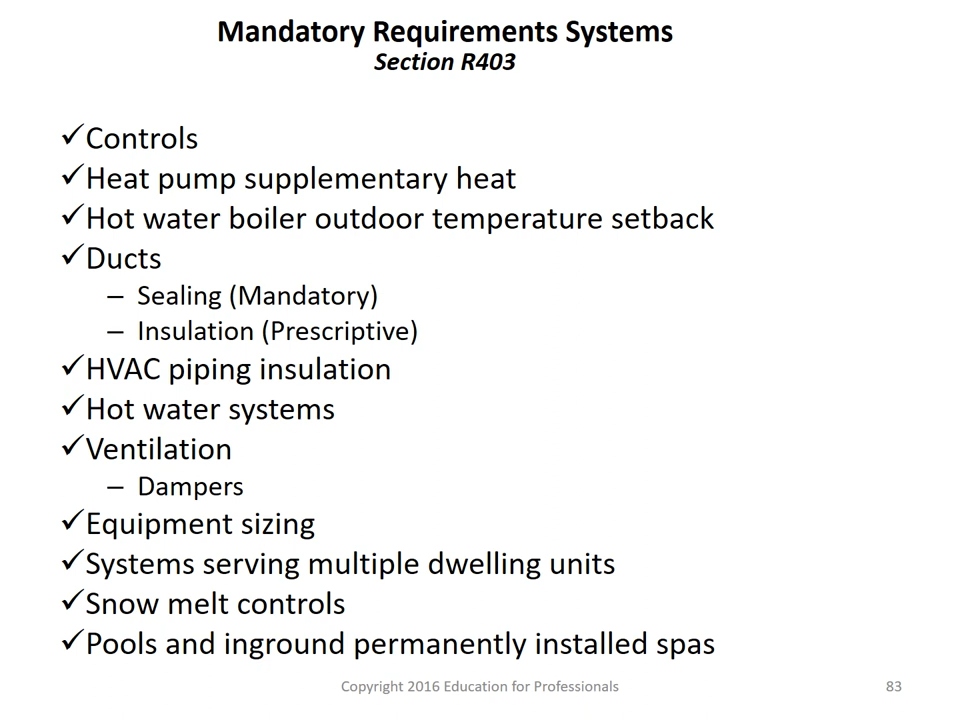 Mandatory Requirements Systems
Section R403
✓Controls
✓Heat pump supplementary heat
✓Hot water boiler outdoor temperature setback
✓Ducts
– Sealing (Mandatory)
– Insulation (Prescriptive)
✓HVAC piping insulation
✓Hot water systems
✓Ventilation
– Dampers
✓Equipment sizing
✓Systems serving multiple dwelling units
✓Snow melt controls
✓Pools and inground permanently installed spas
Copyright 2016 Education for Professionals
83